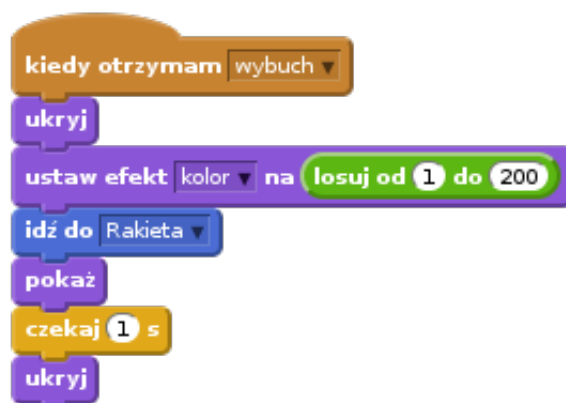 kiedy otrzymam wybuch
ukryj
ustaw efekt kolor na losuj od 1 do 200
idź do Rakieta
pokaż
czekaj 1 s
ukryj